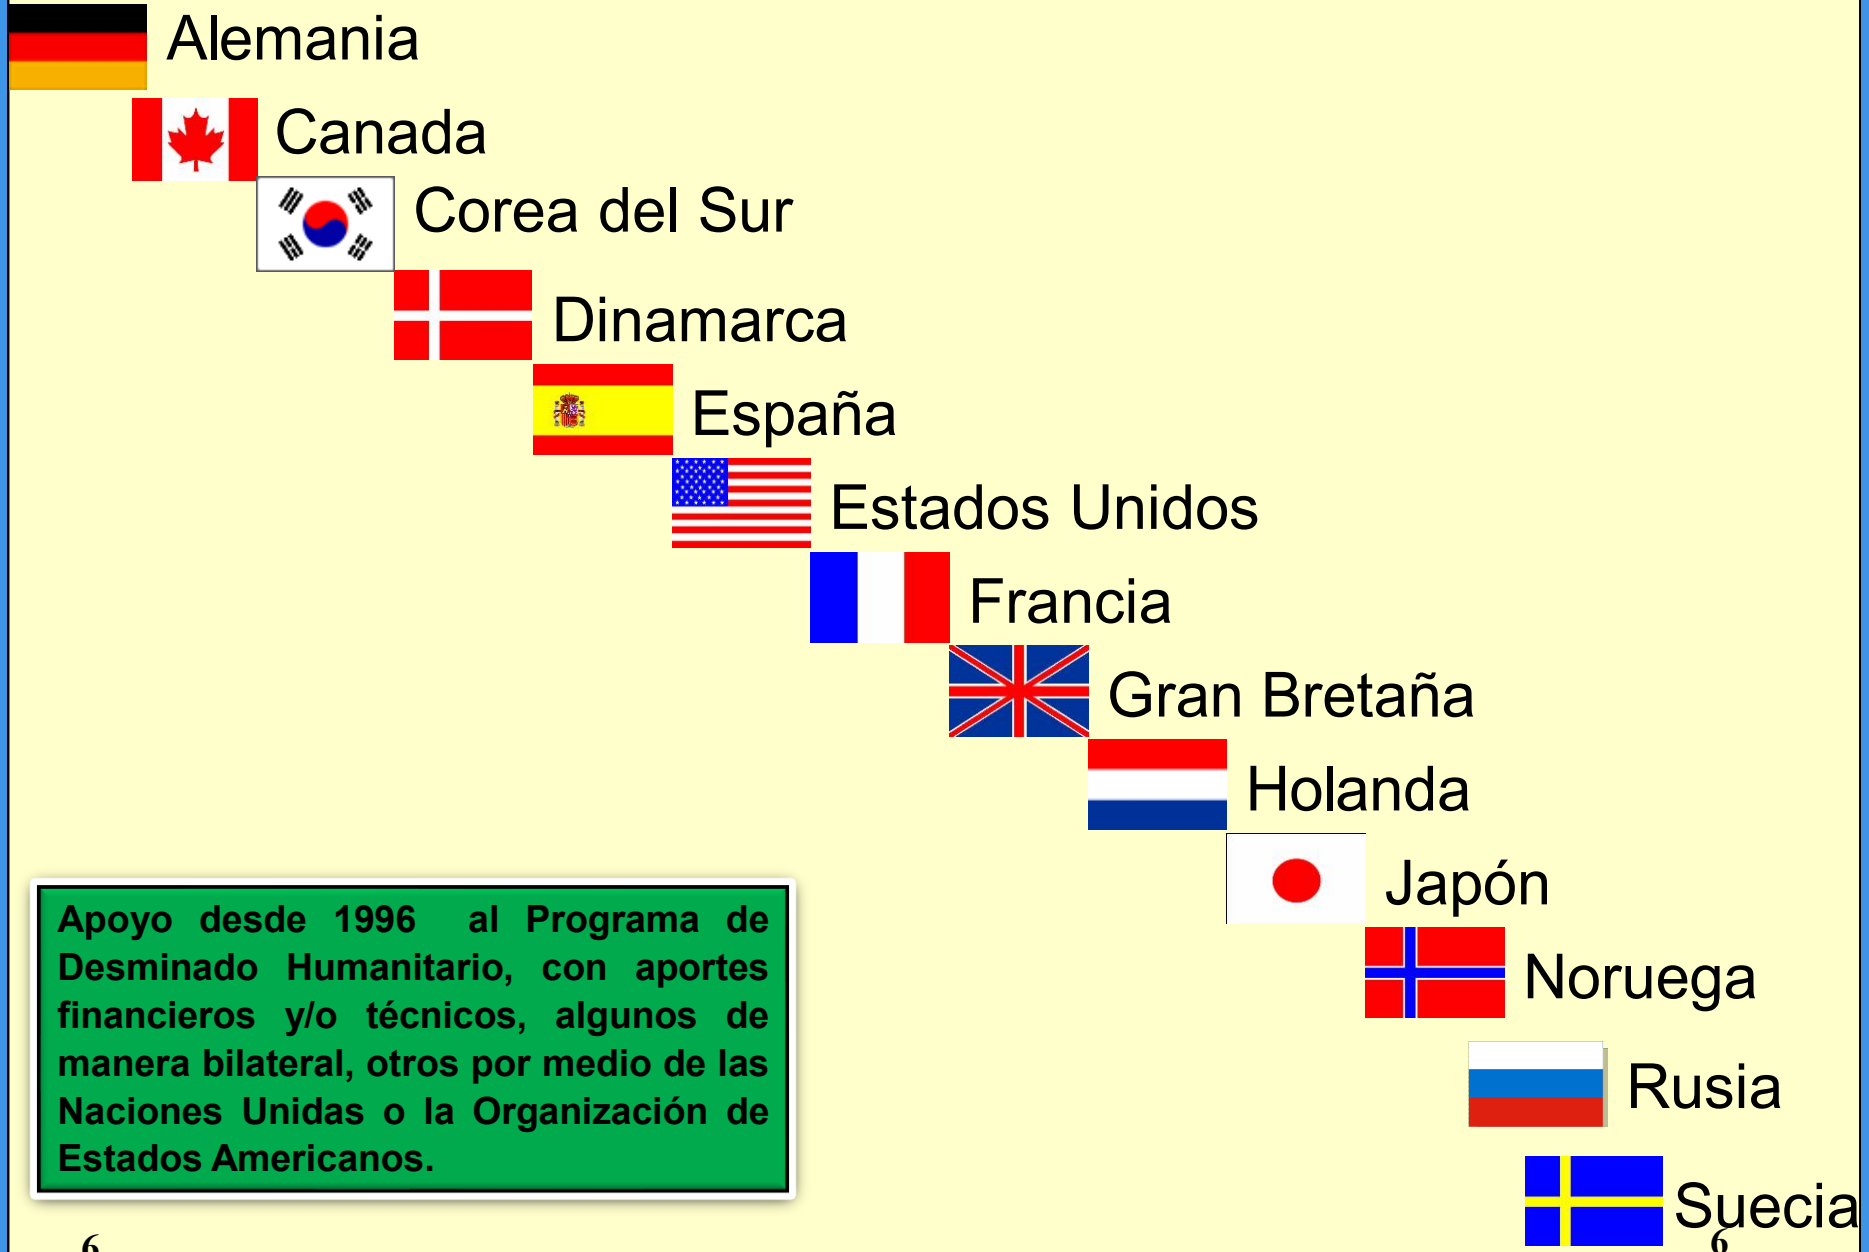 Alemania
Canada
Corea del Sur
Dinamarca
España
Estados Unidos
Francia
Gran Bretaña
Holanda
Japón
Noruega
Rusia
Suecia
Apoyo desde 1996 al Programa de
Desminado Humanitario, con aportes
financieros y/o técnicos, algunos de
manera bilateral, otros por medio de las
Naciones Unidas o la Organización de
Estados Americanos.
6
6